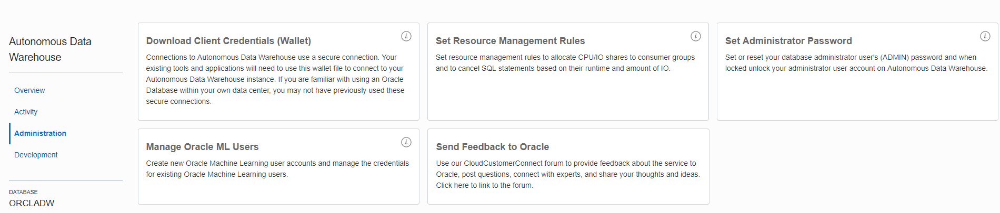 Autonomous Data
Warehouse
Overview
Activity
Administration
Development
DATABASE
ORCLADW
Download Client Credentials (Wallet)
Connections to Autonomous Data Warehouse use a secure connection. Your
existing tools and applications will need to use this wallet file to connect to your
Autonomous Data Warehouse instance. If you are familiar with using an Oracle
Database within your own data center, you may not have previously used these
secure connections.
Set Resource Management Rules
Set resource management rules to allocate CPU/IO shares to consumer groups
and to cancel SQL statements based on their runtime and amount of IO.
Set Administrator Password
Set or reset your database administrator user's (ADMIN) password and when
locked unlock your administrator user account on Autonomous Data Warehouse.
Manage Oracle ML Users
Create new Oracle Machine Learning user accounts and manage the credentials
for existing Oracle Machine Learning users.
Send Feedback to Oracle
Use our CloudCustomerConnect forum to provide feedback about the service to
Oracle, post questions, connect with experts, and share your thoughts and ideas.
Click here to link to the forum.